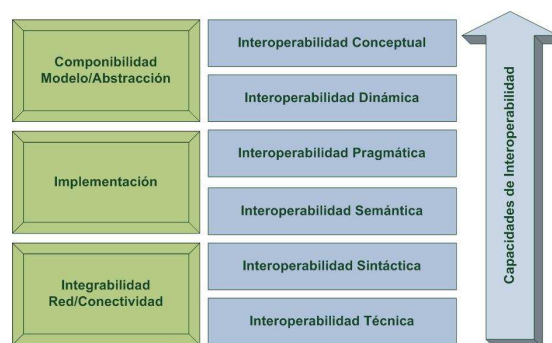 Componibilidad
Modelo/Abstracción
Interoperabilidad Conceptual
Interoperabilidad Dinámica
Implementación
Interoperabilidad Pragmática
Interoperabilidad Semántica
Integrabilidad
Red/Conectividad
Interoperabilidad Sintáctica
Interoperabilidad Técnica
Capacidades de Interoperabilidad